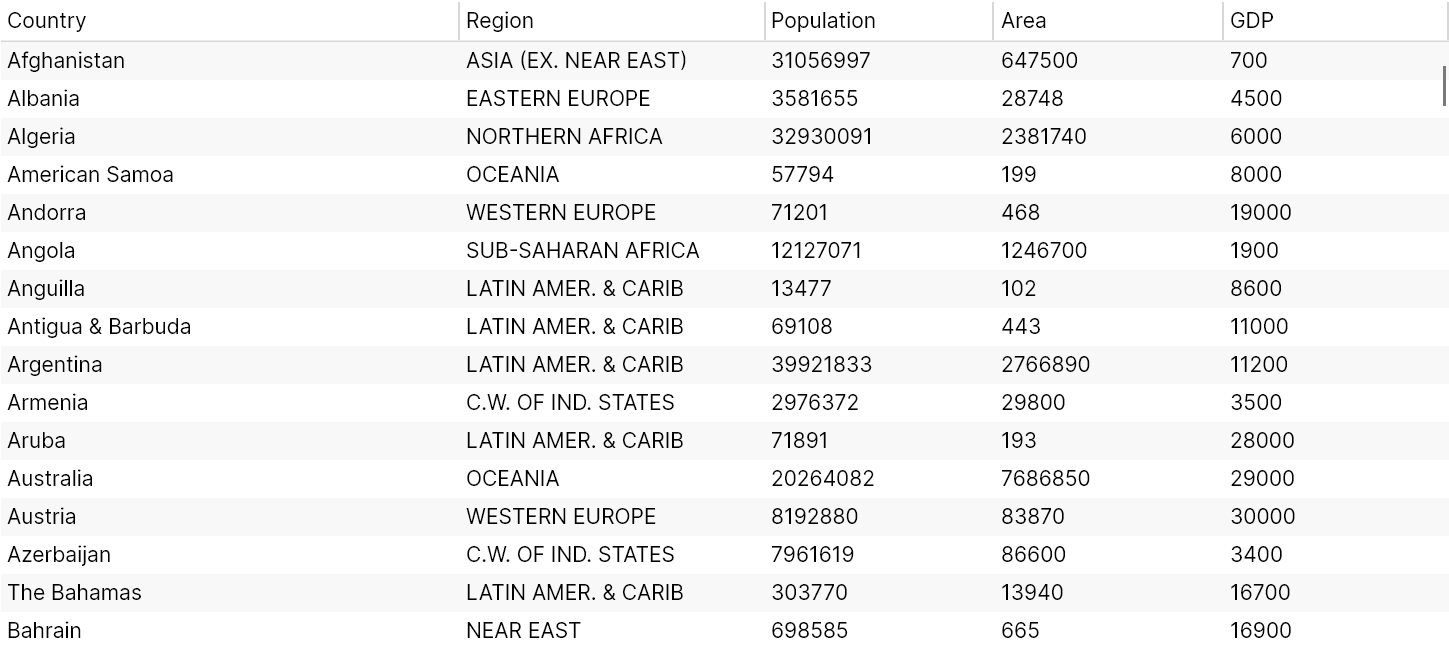 Country Region Population Area GDP
Afghanistan ASIA (EX. NEAR EAST) 31056997 647500 700
Albania EASTERN EUROPE 3581655 28748 4500
Algeria NORTHERN AFRICA 32930091 2381740 6000
American Samoa OCEANIA 57794 199 8000
Andorra WESTERN EUROPE 71201 468 19000
Angola SUB-SAHARAN AFRICA 12127071 1246700 1900
Anguilla LATIN AMER. & CARIB 13477 102 8600
Antigua & Barbuda LATIN AMER. & CARIB 69108 443 11000
Argentina LATIN AMER. & CARIB 39921833 2766890 11200
Armenia C.W. OF IND. STATES 2976372 29800 3500
Aruba LATIN AMER. & CARIB 71891 193 28000
Australia OCEANIA 20264082 7686850 29000
Austria WESTERN EUROPE 8192880 83870 30000
Azerbaijan C.W. OF IND. STATES 7961619 86600 3400
The Bahamas LATIN AMER. & CARIB 303770 13940 16700
Bahrain NEAR EAST 698585 665 16900